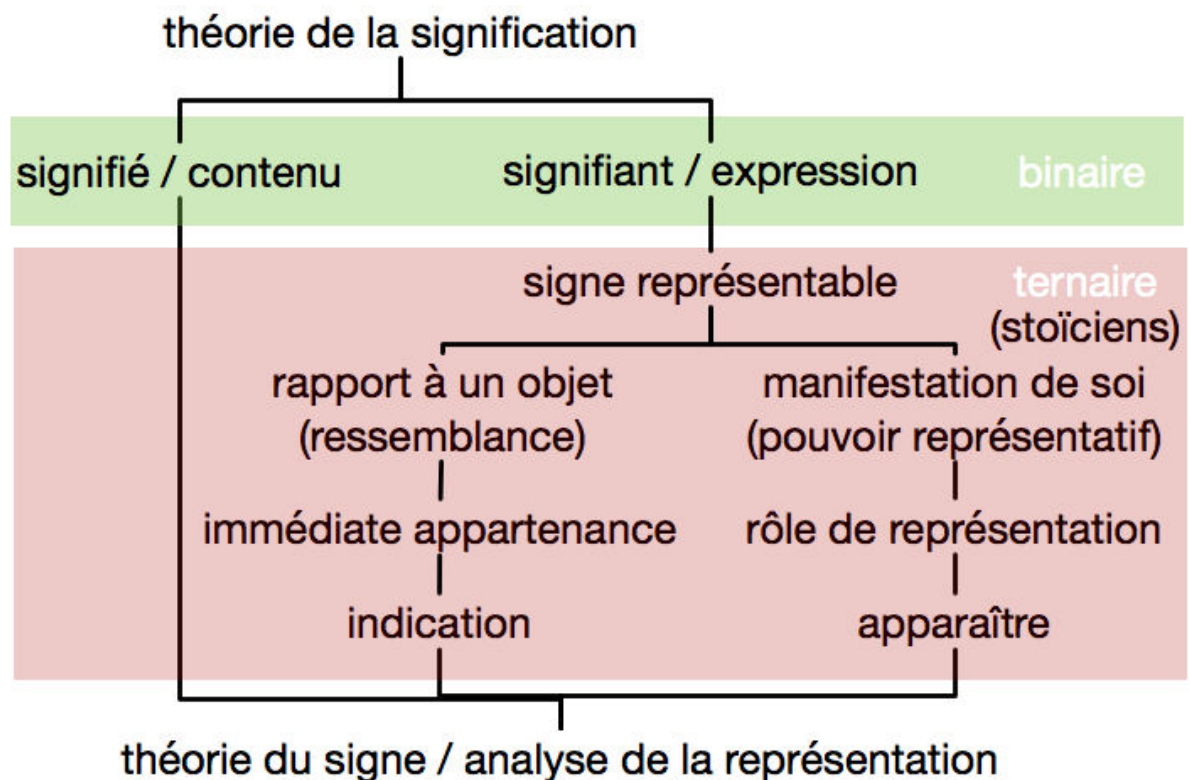 théorie de la signification
signifié / contenu signifiant / expression binaire
signe représentable ternaire
(stoïciens)
rapport à un objet manifestation de soi
(ressemblance) (pouvoir représentatif)
immédiate appartenance rôle de représentation
indication apparaître
théorie du signe / analyse de la représentation